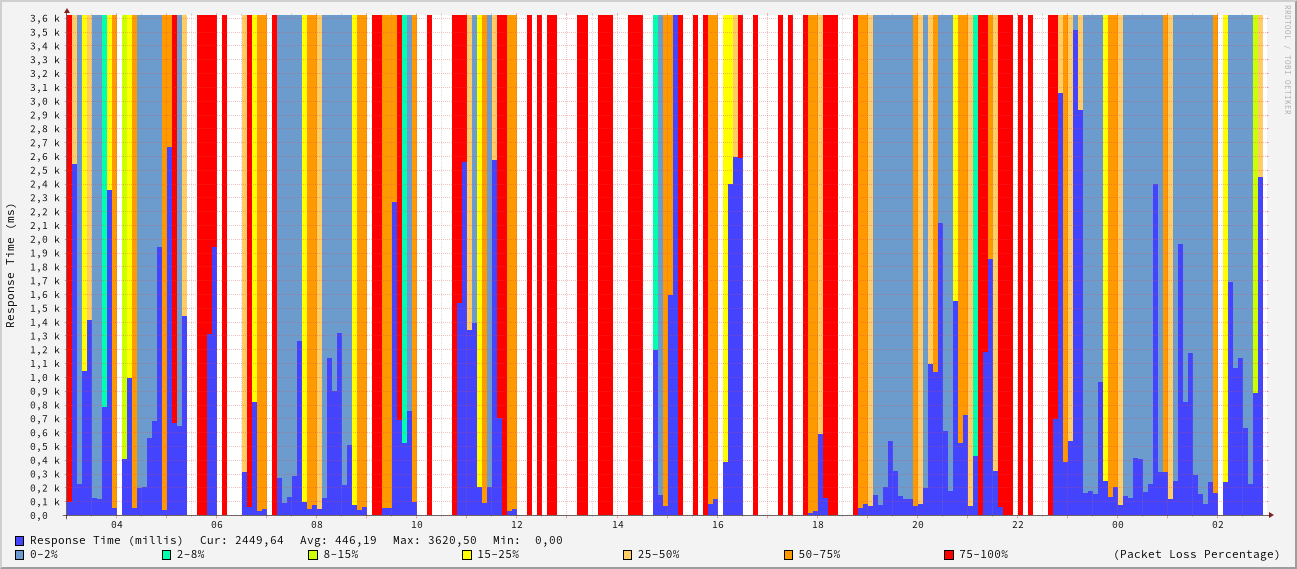 RRDTOOL / TOBI OETIKER
Response Time (ms)
3,6 k
3,5 k
3,4 k
3,3 k
3,2 k
3,1 k
3,0 k
2,9 k
2,8 k
2,7 k
2,6 k
2,5 k
2,4 k
2,3 k
2,2 k
2,1 k
2,0 k
1,9 k
1,8 k
1,7 k
1,6 k
1,5 k
1,4 k
1,3 k
1,2 k
1,1 k
1,0 k
0,9 k
0,8 k
0,7 k
0,6 k
0,5 k
0,4 k
0,3 k
0,2 k
0,1 k
0,0
04 06 08 10 12 14 16 18 20 22 00 02
Response Time (millis) Cur: 2449,64 Avg: 446,19 Max: 3620,50 Min: 0,00
0-2% 2-8% 8-15% 15-25% 25-50% 50-75% 75-100% (Packet Loss Percentage)